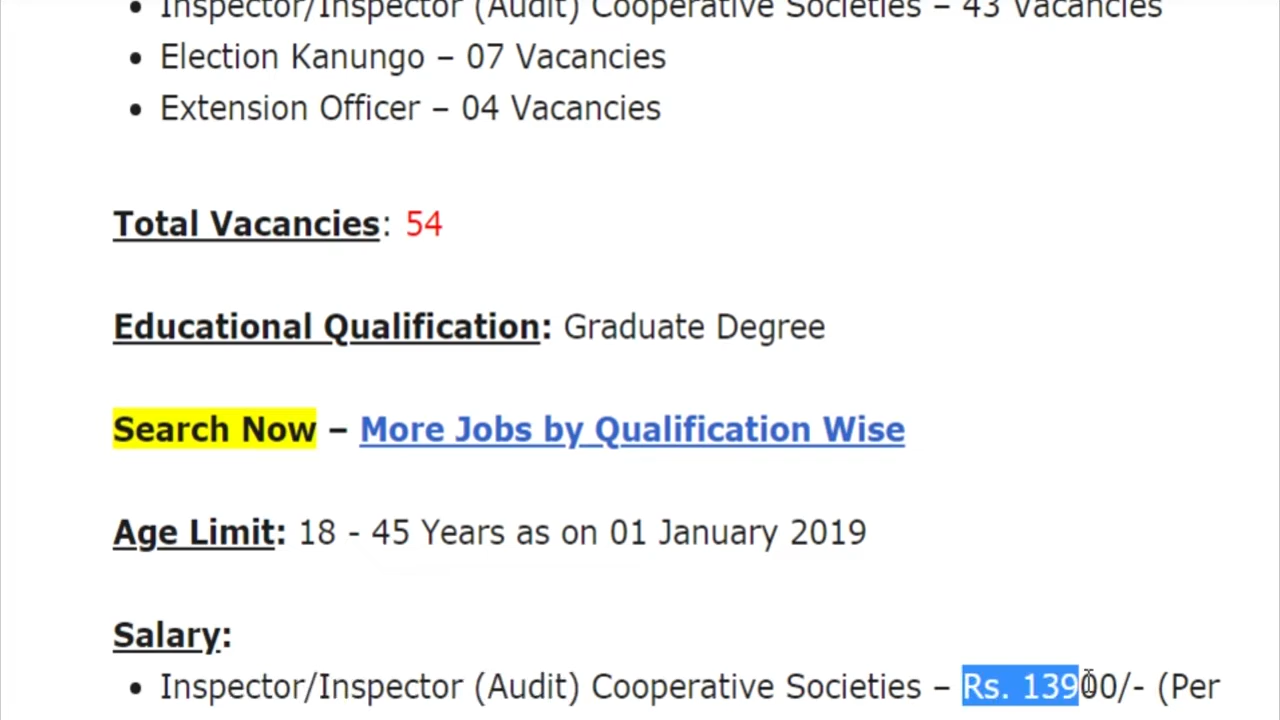 Inspector/Inspector (Audit) Cooperative Societies – 43 Vacancies
Election Kanungo – 07 Vacancies
Extension Officer – 04 Vacancies
Total Vacancies: 54
Educational Qualification: Graduate Degree
Search Now – More Jobs by Qualification Wise
Age Limit: 18 - 45 Years as on 01 January 2019
Salary:
Inspector/Inspector (Audit) Cooperative Societies – Rs. 13900/- (Per